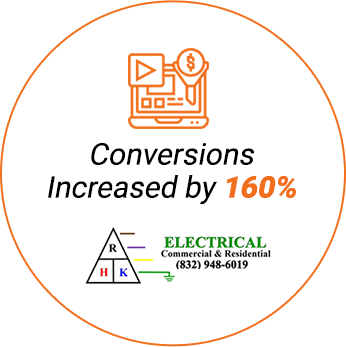 $
Conversions
Increased by 160%
R
H K
ELECTRICAL
Commercial & Residential
(832) 948-6019